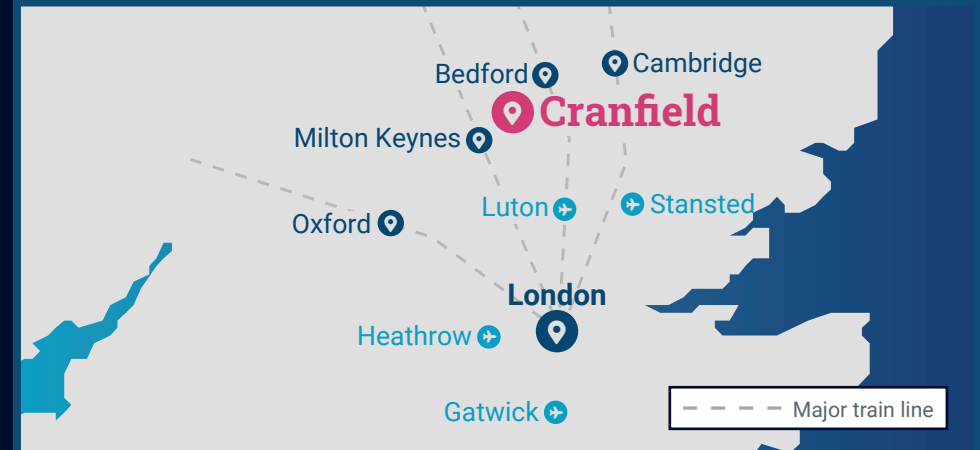 Bedford
Cambridge
Cranfield
Milton Keynes
Luton
Stansted
Oxford
London
Heathrow
Gatwick
Major train line